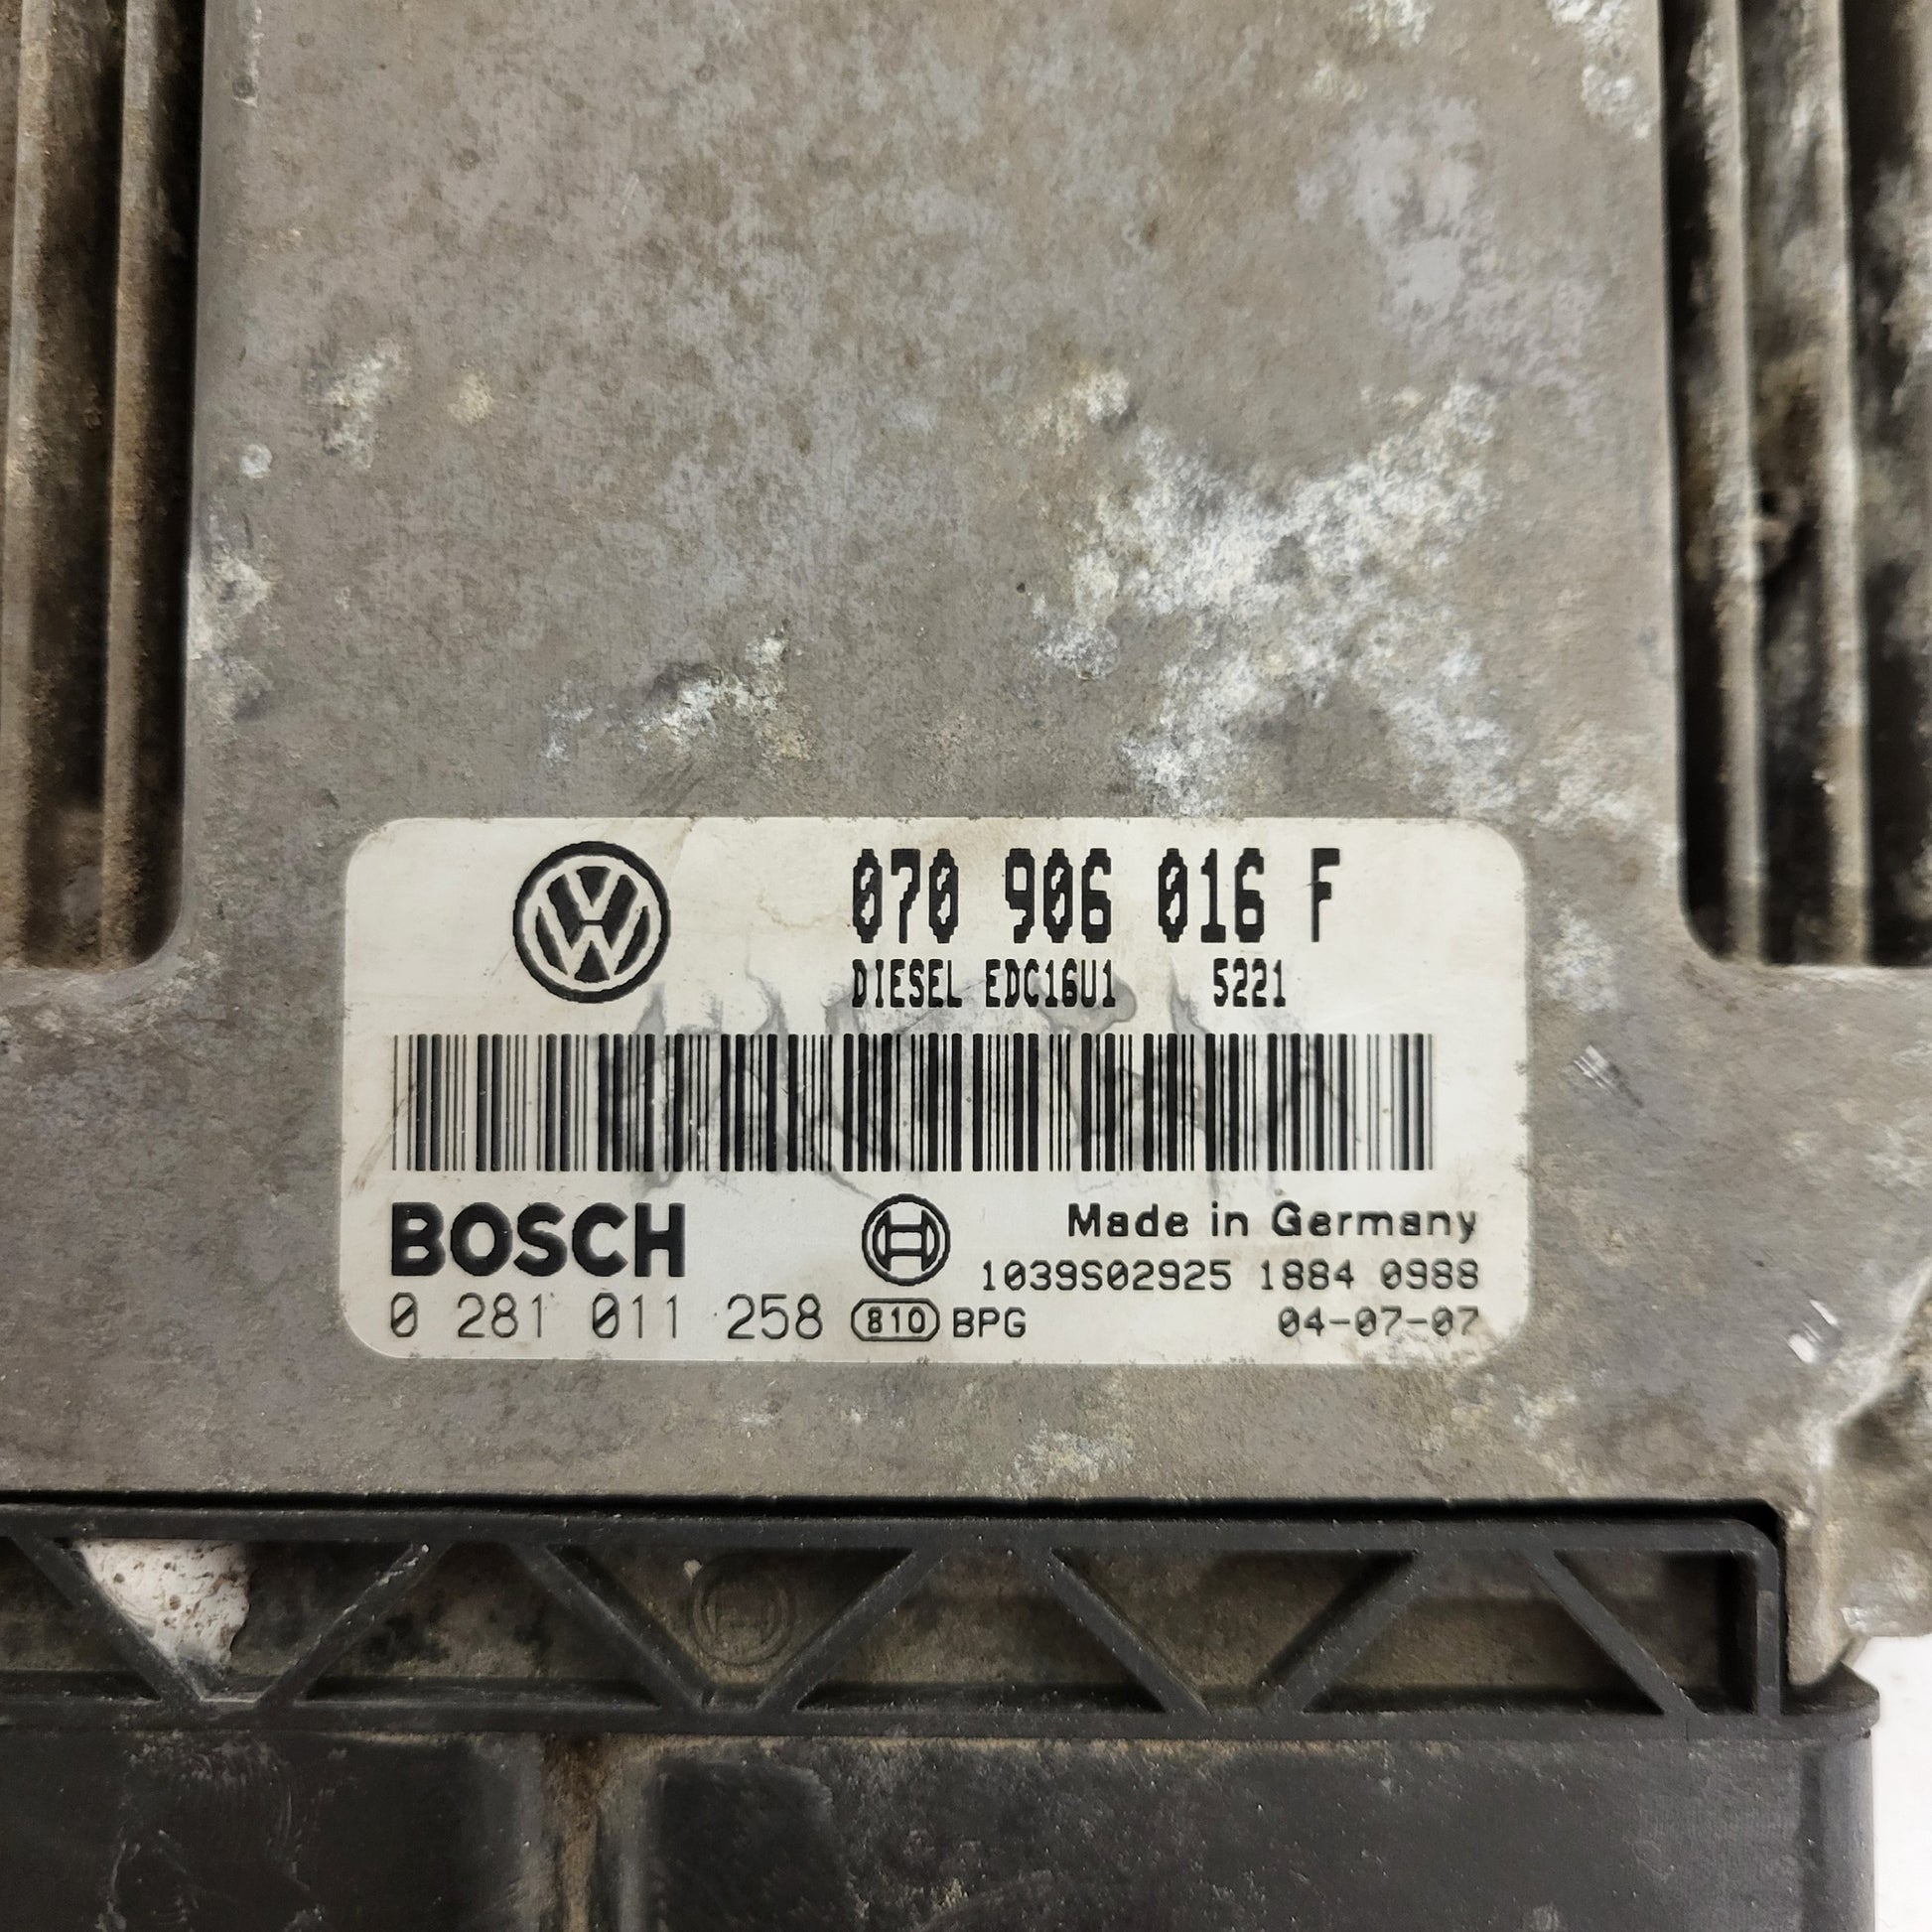 070 906 016 F
DIESEL EDC16U1 5221
BOSCH
Made in Germany
1039S02925 1884 0988
0 281 011 258 810 BPG 04-07-07